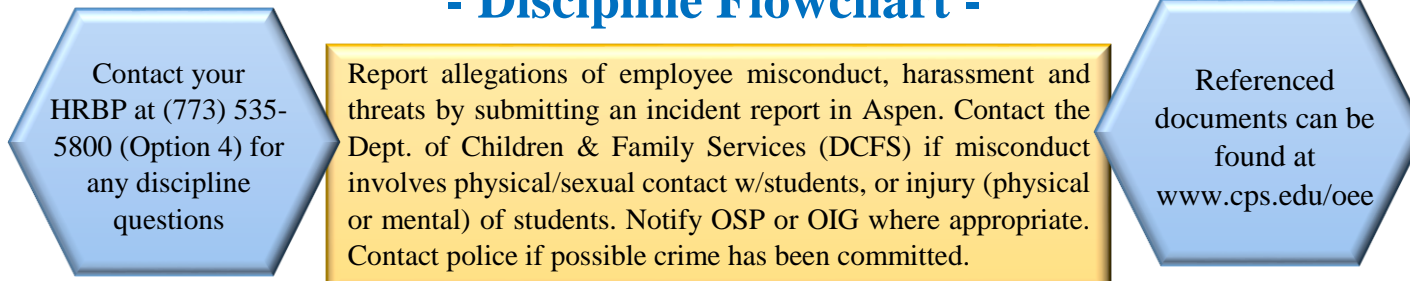 - Discipline Flowchart -
Contact your
HRBP at (773) 535-
5800 (Option 4) for
any discipline
questions
Report allegations of employee misconduct, harassment and
threats by submitting an incident report in Aspen. Contact the
Dept. of Children & Family Services (DCFS) if misconduct
involves physical/sexual contact w/students, or injury (physical
or mental) of students. Notify OSP or OIG where appropriate.
Contact police if possible crime has been committed.
Referenced
documents can be
found at
www.cps.edu/oee